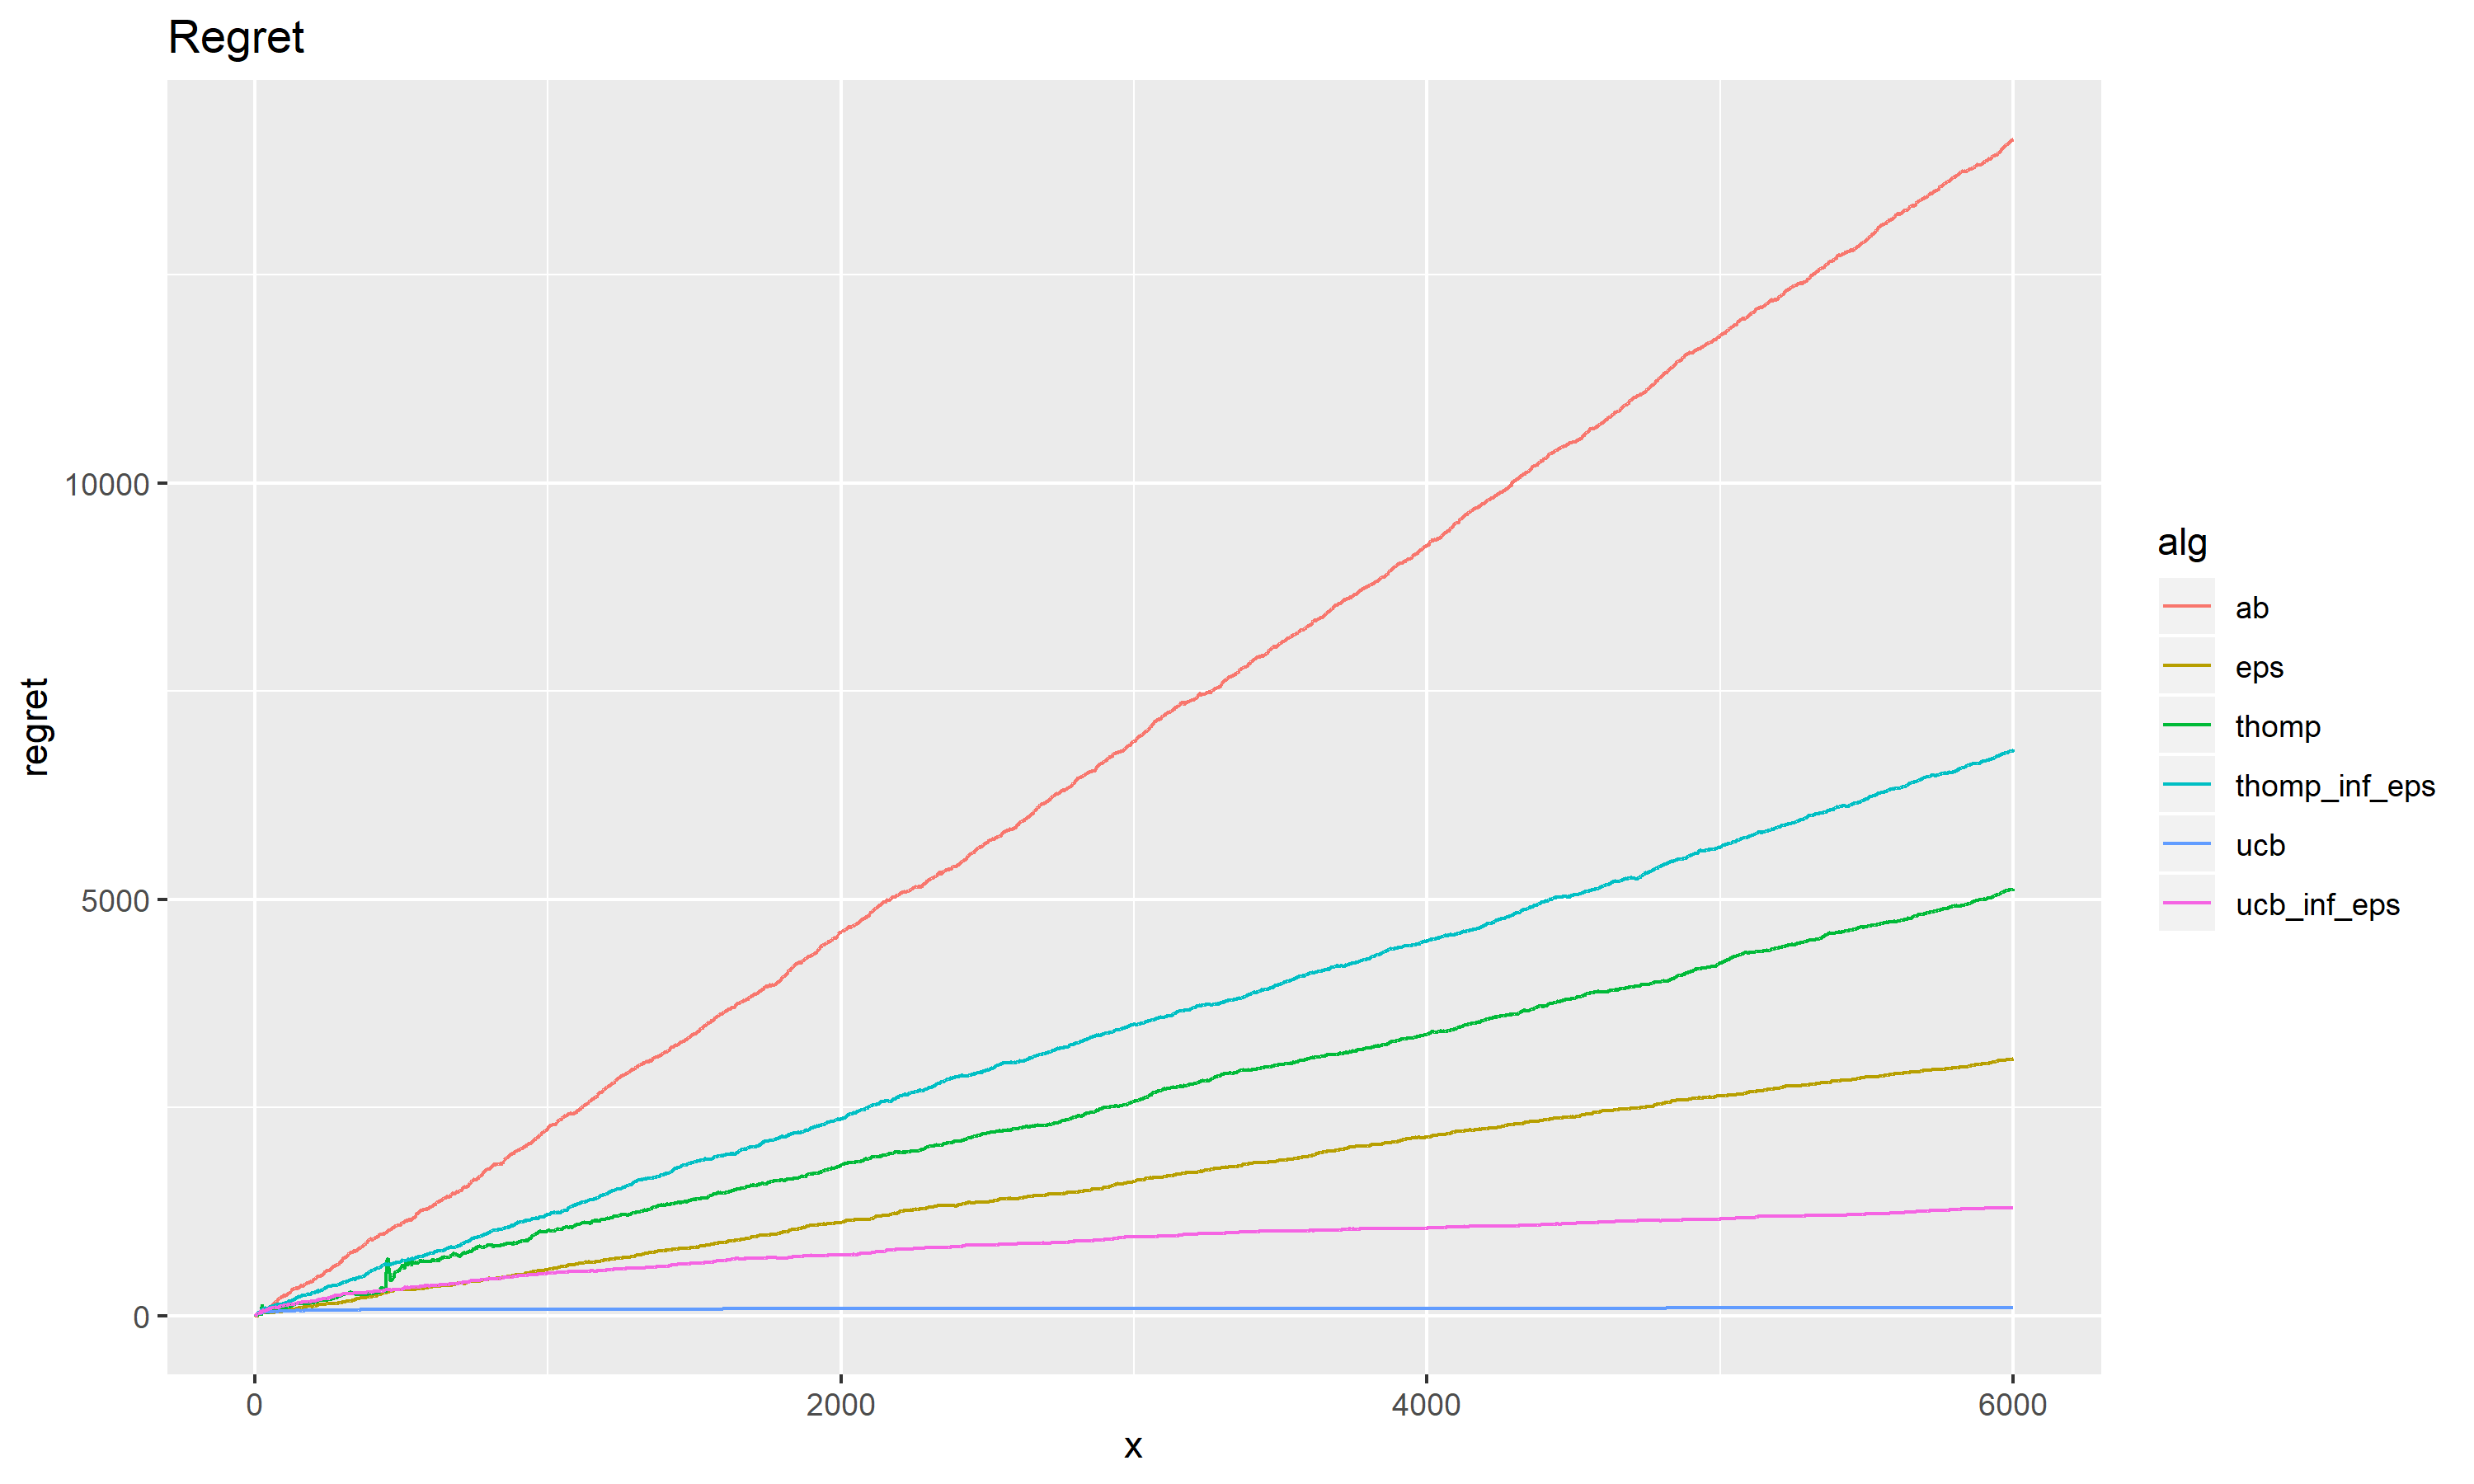 Regret
regret
10000
5000
0
0
2000
4000
6000
x
alg
ab
eps
thomp
thomp_inf_eps
ucb
ucb_inf_eps